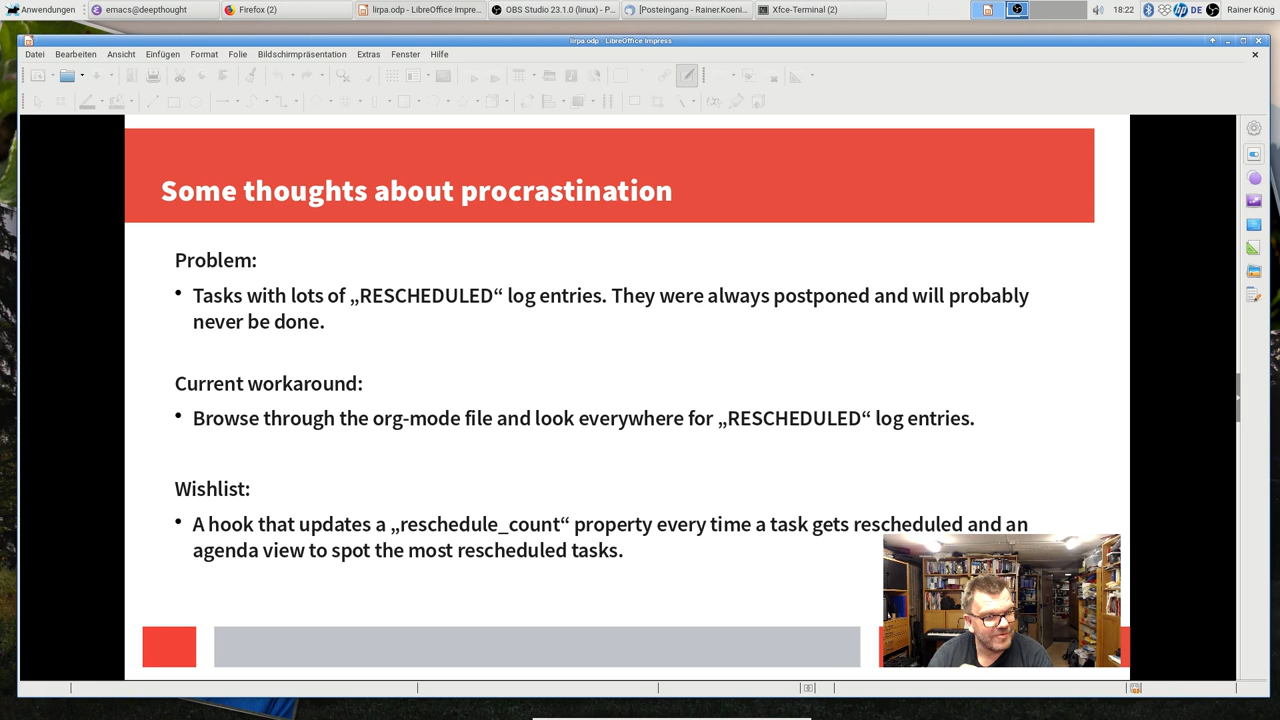 Anwendungen
emacs@deepthought
Firefox (2)
lirpa.odp - LibreOffice Impre...
OBS Studio 23.1.0 (linux) - P...
[Posteingang - Rainer.Koeni...
Xfce-Terminal (2)
18:22
hp
DE
Rainer König
lirpa.odp - LibreOffice Impress
Datei Bearbeiten Ansicht Einfügen Format Folie Bildschirmpräsentation Extras Fenster Hilfe
Some thoughts about procrastination
Problem:
• Tasks with lots of „RESCHEDULED“ log entries. They were always postponed and will probably
never be done.
Current workaround:
• Browse through the org-mode file and look everywhere for „RESCHEDULED“ log entries.
Wishlist:
• A hook that updates a „reschedule_count“ property every time a task gets rescheduled and an
agenda view to spot the most rescheduled tasks.